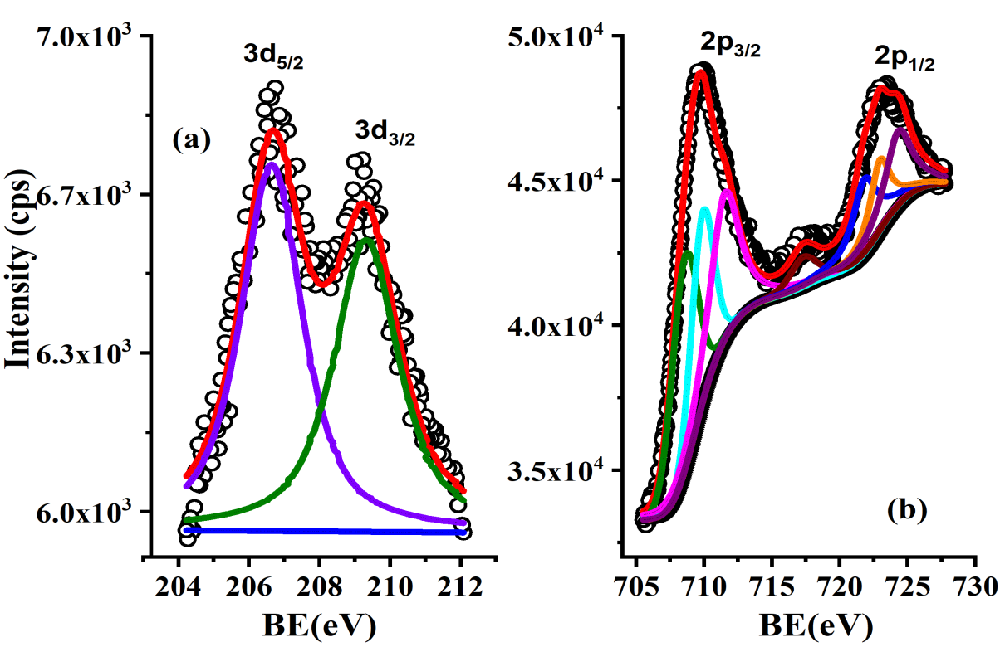 Intensity (cps)
7.0x10³
6.7x10³
6.3x10³
6.0x10³
3d5/2
3d3/2
(a)
204 206 208 210 212
BE(eV)
5.0x10⁴
4.5x10⁴
4.0x10⁴
3.5x10⁴
2p3/2
2p1/2
(b)
705 710 715 720 725 730
BE(eV)